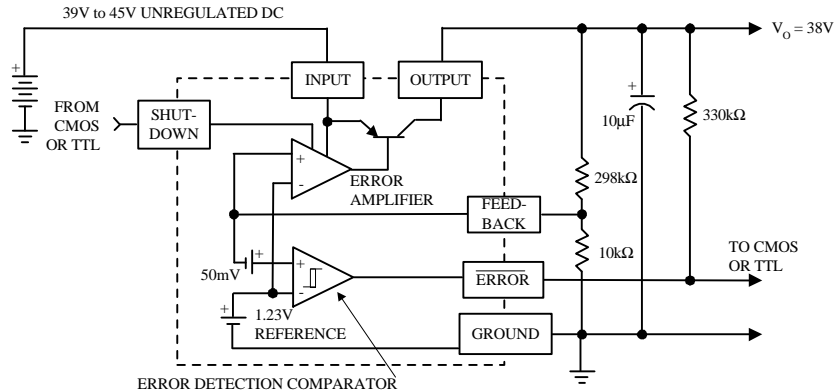 39V to 45V UNREGULATED DC
V_O = 38V
+
INPUT
OUTPUT
FROM
CMOS
OR TTL
SHUT-
DOWN
+
10µF
330kΩ
+
-
ERROR
AMPLIFIER
298kΩ
FEED-
BACK
10kΩ
TO CMOS
OR TTL
50mV
+
+
-
ERROR
+
1.23V
REFERENCE
GROUND
ERROR DETECTION COMPARATOR